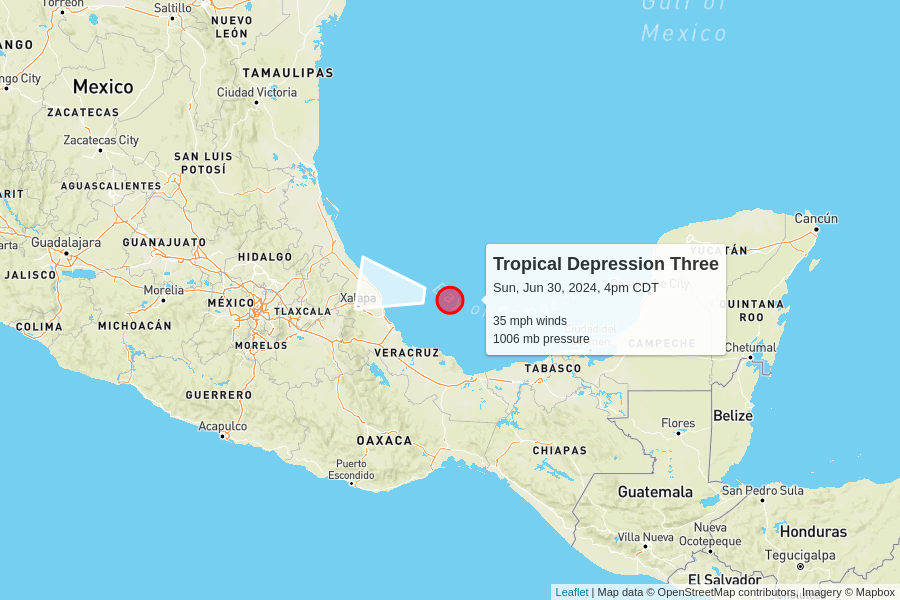 Torreón
Saltillo
NUEVO
LEÓN
Gulf of
Mexico
ANGO
TAMAULIPAS
ngo City
Mexico
Ciudad Victoria
ZACATECAS
Zacatecas City
SAN LUIS
POTOSÍ
AGUASCALIENTES
ARIT
Cancún
arta
Guadalajara
GUANAJUATO
HIDALGO
YUCATÁN
JALISCO
Morelia
MÉXICO
TLAXCALA
Xalapa
Tropical Depression Three
Sun, Jun 30, 2024, 4pm CDT
35 mph winds
1006 mb pressure
QUINTANA
ROO
COLIMA
MICHOACÁN
MORELOS
VERACRUZ
CAMPECHE
Chetumal
TABASCO
GUERRERO
Acapulco
OAXACA
Belize
Flores
CHIAPAS
Puerto
Escondido
Guatemala
San Pedro Sula
Villa Nueva
Nueva
Ocotepeque
Honduras
Tegucigalpa
El Salvador
Leaflet | Map data © OpenStreetMap contributors, Imagery © Mapbox